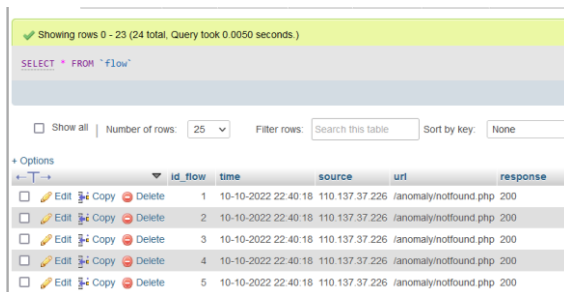 Showing rows 0 - 23 (24 total, Query took 0.0050 seconds.)
SELECT * FROM `flow`
Show all | Number of rows: 25 Filter rows: Search this table Sort by key: None
+ Options
←T→ id_flow time source url response
Edit Copy Delete 1 10-10-2022 22:40:18 110.137.37.226 /anomaly/notfound.php 200
Edit Copy Delete 2 10-10-2022 22:40:18 110.137.37.226 /anomaly/notfound.php 200
Edit Copy Delete 3 10-10-2022 22:40:18 110.137.37.226 /anomaly/notfound.php 200
Edit Copy Delete 4 10-10-2022 22:40:18 110.137.37.226 /anomaly/notfound.php 200
Edit Copy Delete 5 10-10-2022 22:40:18 110.137.37.226 /anomaly/notfound.php 200